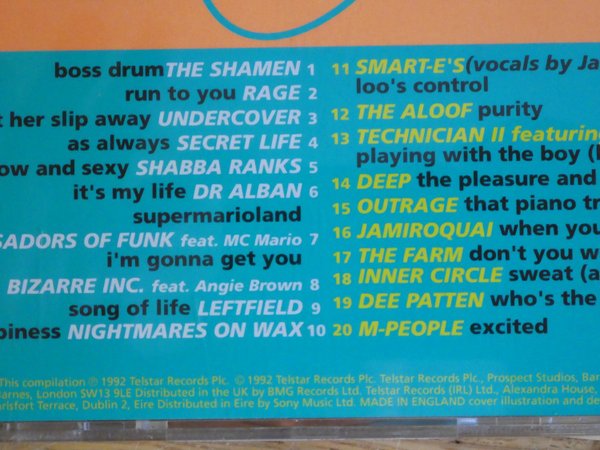 boss drum THE SHAMEN 1
run to you RAGE 2
her slip away UNDERCOVER 3
as always SECRET LIFE 4
ow and sexy SHABBA RANKS 5
it's my life DR ALBAN 6
supermarioland
SADORS OF FUNK feat. MC Mario 7
i'm gonna get you
BIZARRE INC. feat. Angie Brown 8
song of life LEFTFIELD 9
piness NIGHTMARES ON WAX 10
11 SMART-E'S (vocals by Ja
loo's control
12 THE ALOOF purity
13 TECHNICIAN II featurin
playing with the boy (
14 DEEP the pleasure and
15 OUTRAGE that piano tr
16 JAMIROQUAI when you
17 THE FARM don't you w
18 INNER CIRCLE sweat (a
19 DEE PATTEN who's the
20 M-PEOPLE excited
This compilation ℗ 1992 Telstar Records Plc. © 1992 Telstar Records Plc. Telstar Records Plc., Prospect Studios, Bar
arnes, London SW13 9LE Distributed in the UK by BMG Records Ltd. Telstar Records (IRL) Ltd., Alexandra House,
rlsfort Terrace, Dublin 2, Eire Distributed in Eire by Sony Music Ltd. MADE IN ENGLAND cover illustration and de